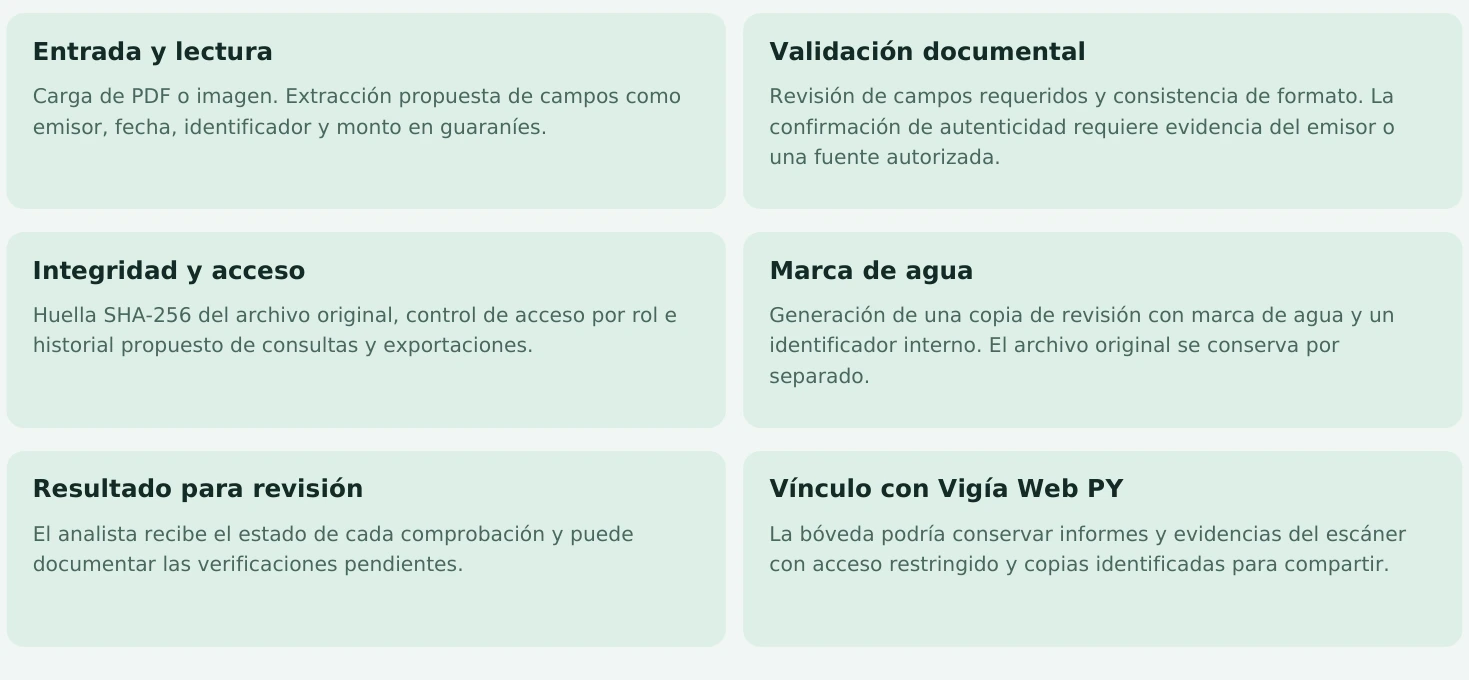 Entrada y lectura
Carga de PDF o imagen. Extracción propuesta de campos como
emisor, fecha, identificador y monto en guaraníes.
Validación documental
Revisión de campos requeridos y consistencia de formato. La
confirmación de autenticidad requiere evidencia del emisor o
una fuente autorizada.
Integridad y acceso
Huella SHA-256 del archivo original, control de acceso por rol e
historial propuesto de consultas y exportaciones.
Marca de agua
Generación de una copia de revisión con marca de agua y un
identificador interno. El archivo original se conserva por
separado.
Resultado para revisión
El analista recibe el estado de cada comprobación y puede
documentar las verificaciones pendientes.
Vínculo con Vigía Web PY
La bóveda podría conservar informes y evidencias del escáner
con acceso restringido y copias identificadas para compartir.